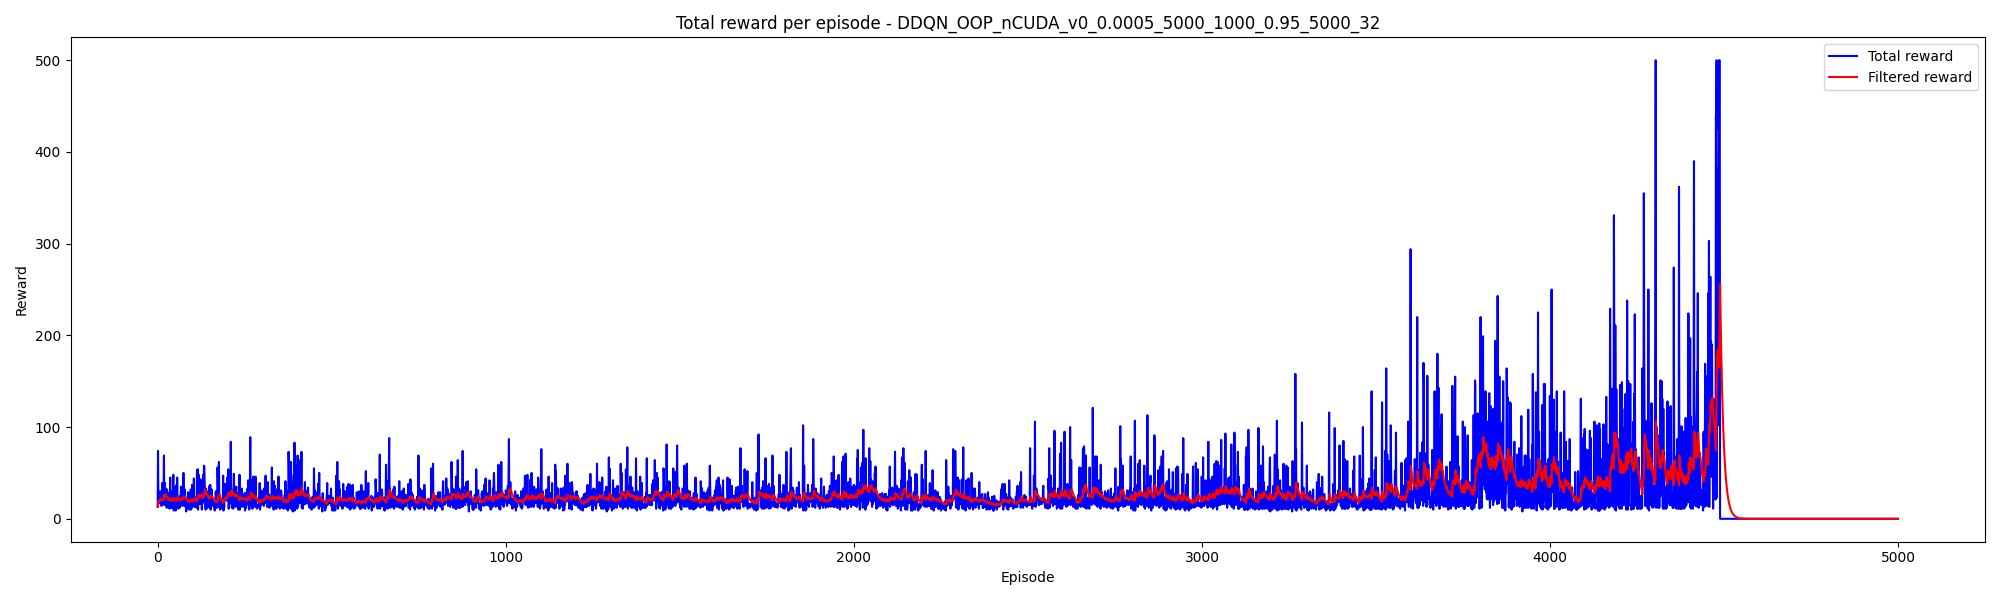 Total reward per episode - DDQN_OOP_nCUDA_v0_0.0005_5000_1000_0.95_5000_32
Total reward
Filtered reward
500
400
300
200
100
0
Reward
0 1000 2000 3000 4000 5000
Episode